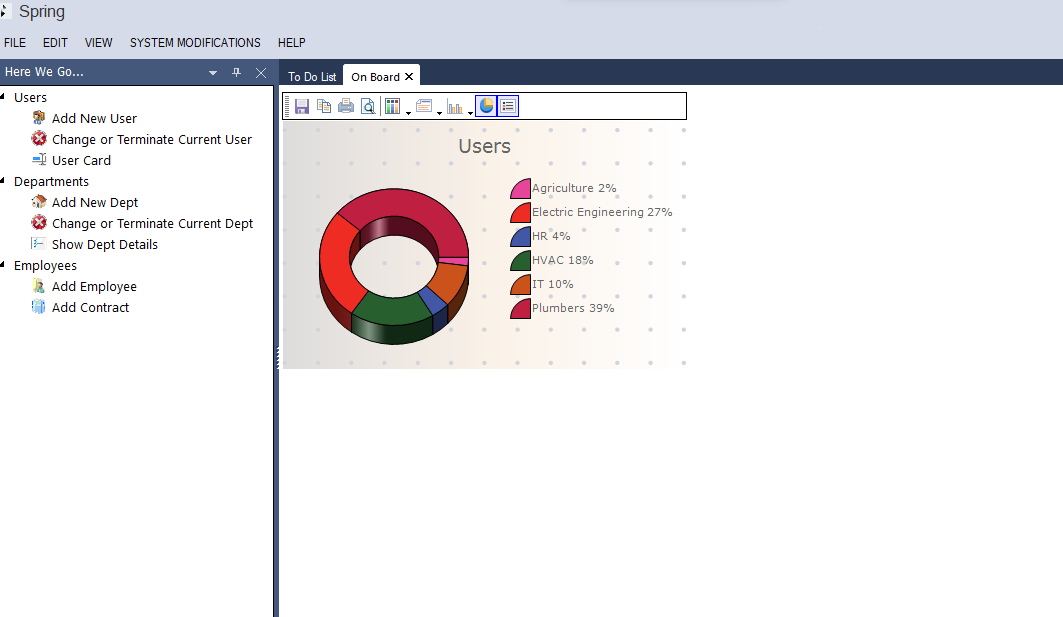 Spring
FILE EDIT VIEW SYSTEM MODIFICATIONS HELP
Here We Go...
Users
Add New User
Change or Terminate Current User
User Card
Departments
Add New Dept
Change or Terminate Current Dept
Show Dept Details
Employees
Add Employee
Add Contract
To Do List On Board
Users
Agriculture 2%
Electric Engineering 27%
HR 4%
HVAC 18%
IT 10%
Plumbers 39%